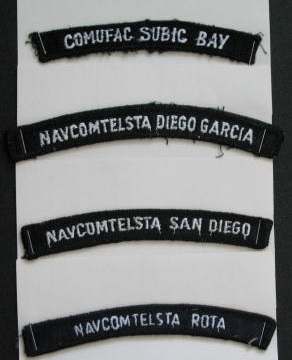 COMUFAC SUBIC BAY
NAVCOMTELSTA DIEGO GARCIA
NAVCOMTELSTA SAN DIEGO
NAVCOMTELSTA ROTA